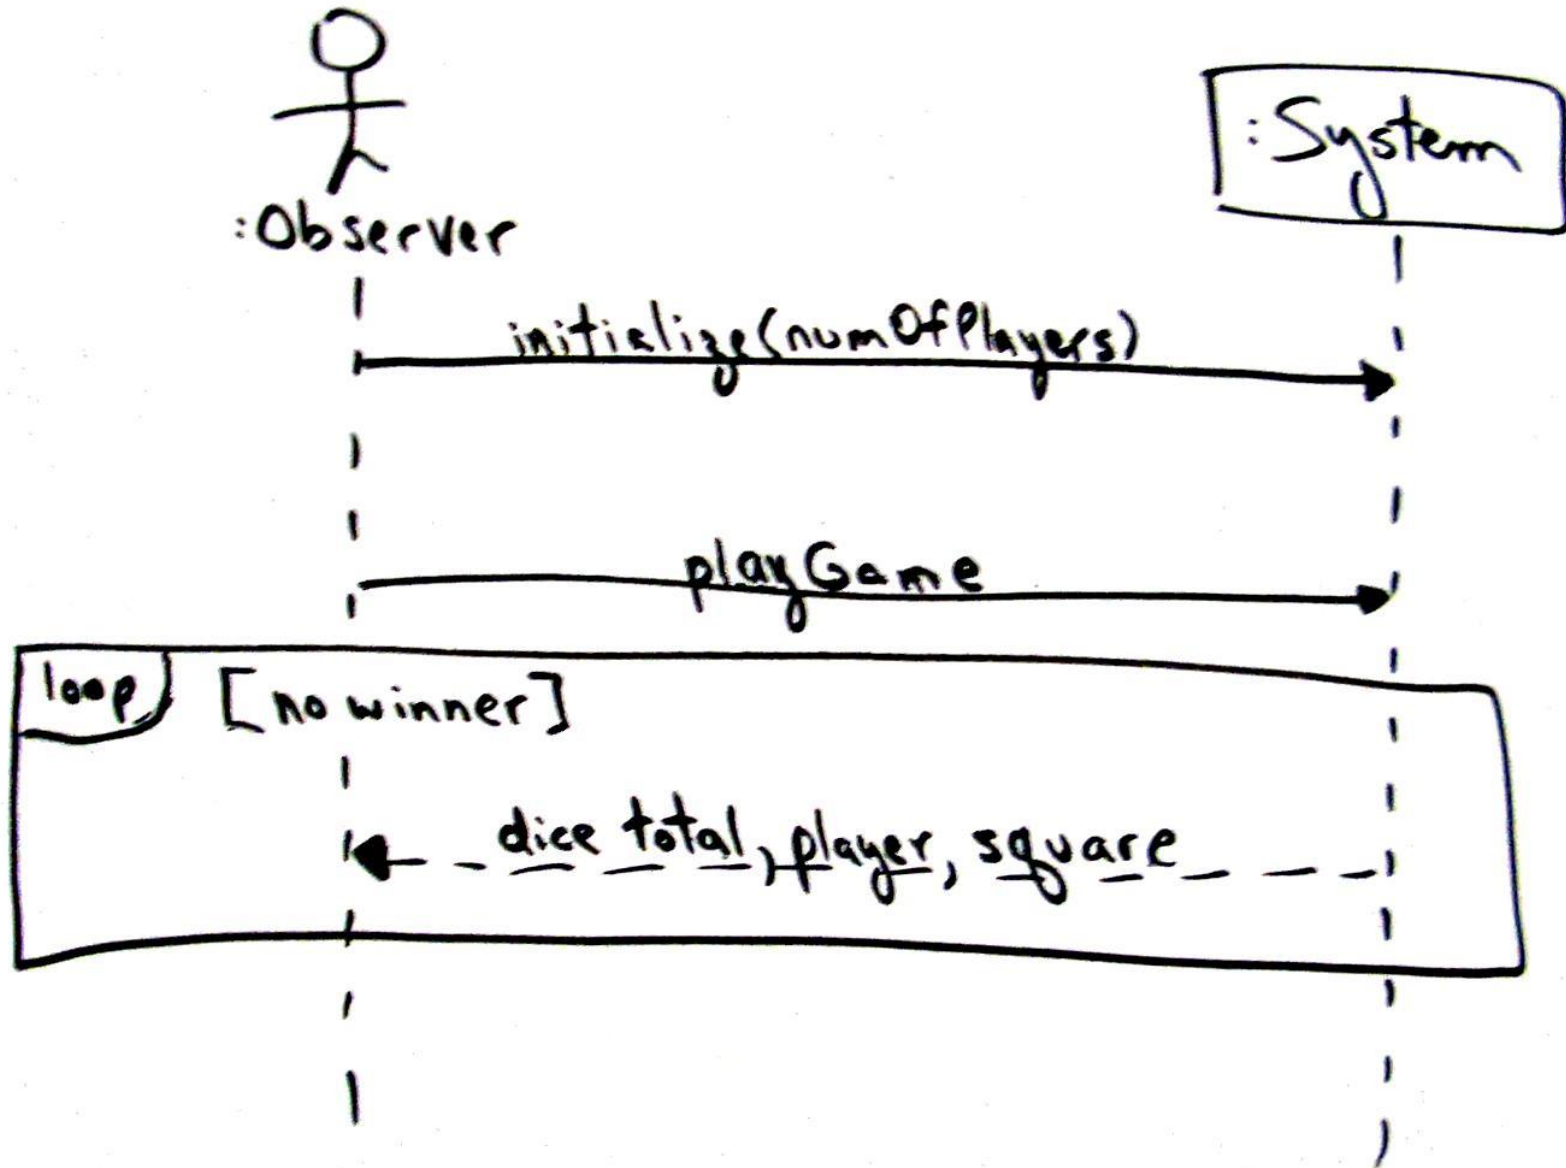 :System
:Observer
initialize(numOfPlayers)
playGame
loop [no winner]
dice total, player, square